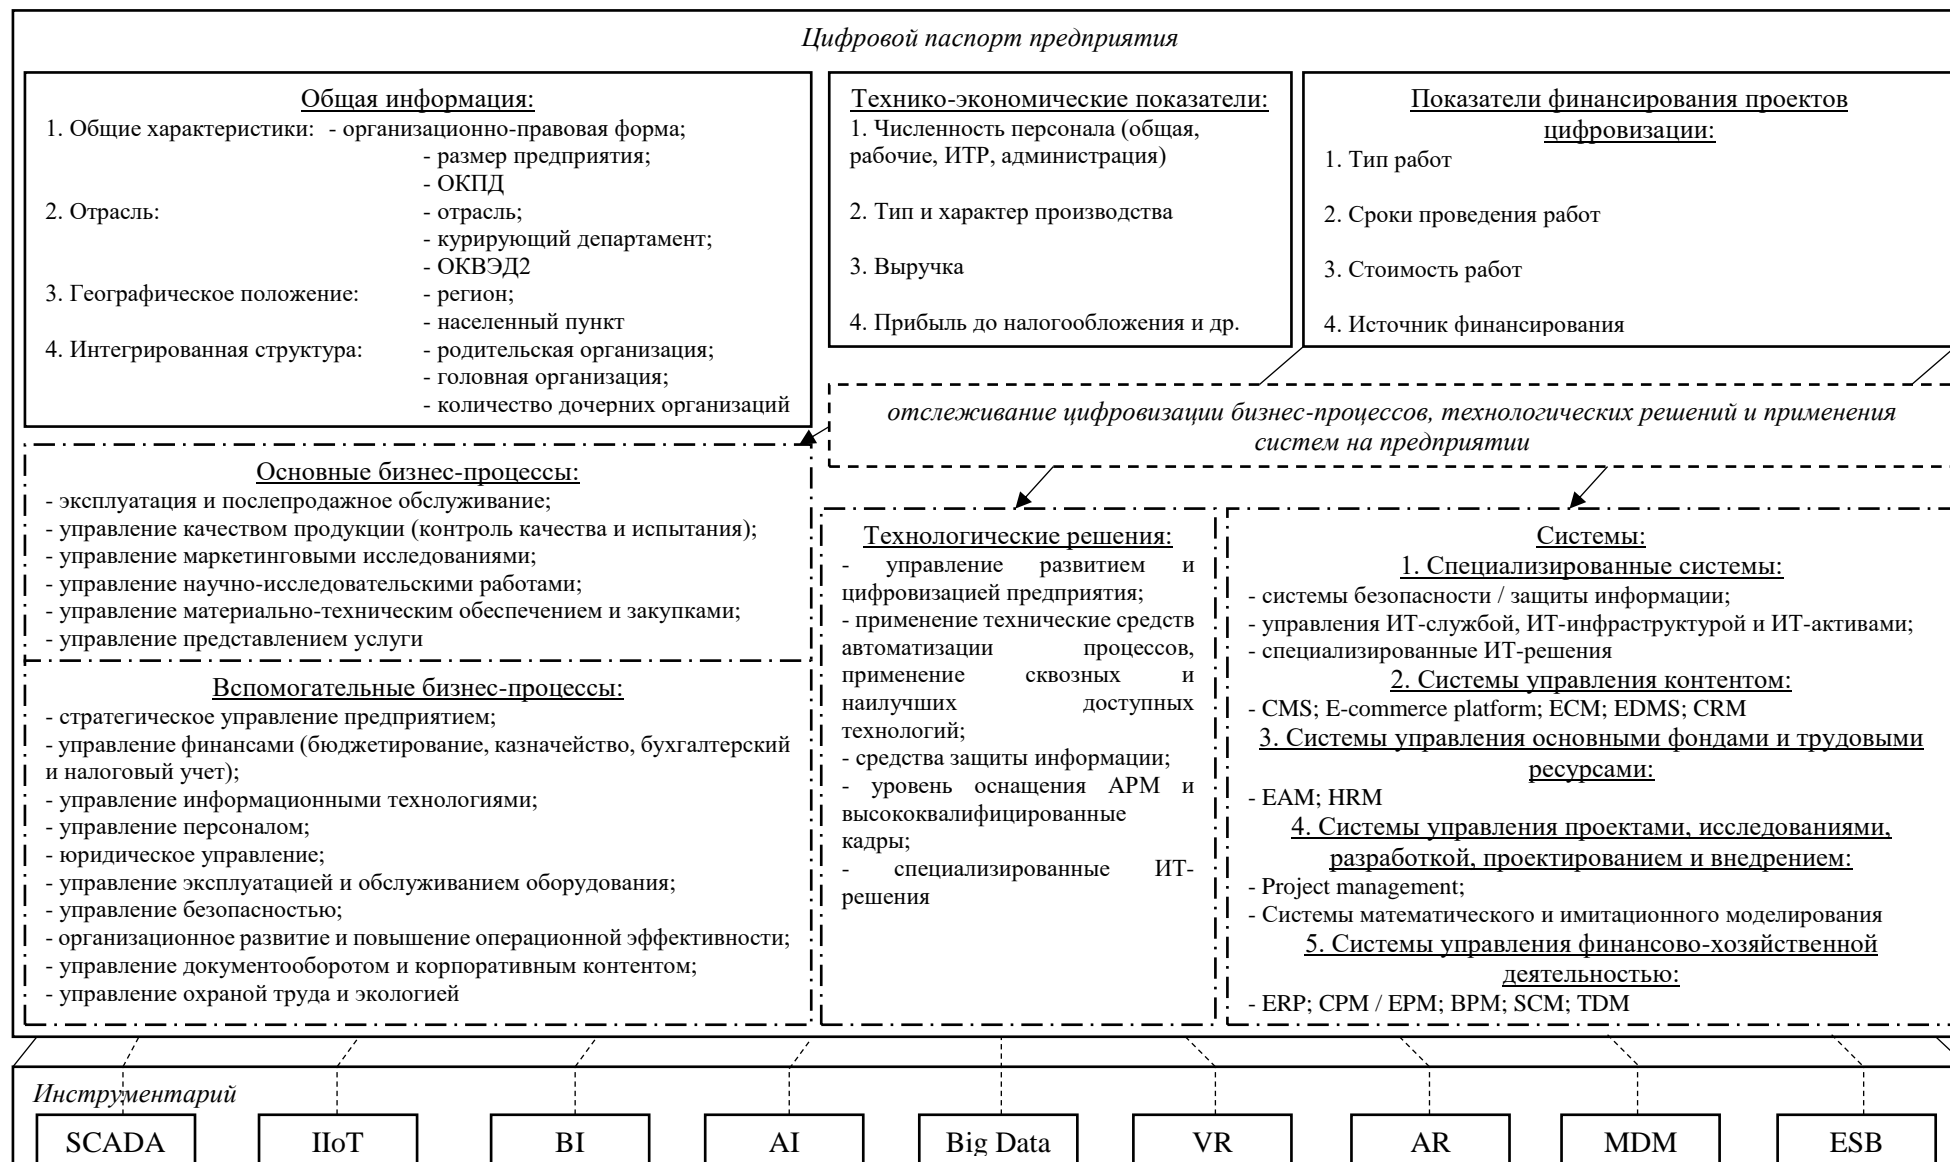 Цифровой паспорт предприятия
Общая информация:
1. Общие характеристики: - организационно-правовая форма;
- размер предприятия;
- ОКПД
2. Отрасль: - отрасль;
- курирующий департамент;
- ОКВЭД2
3. Географическое положение: - регион;
- населенный пункт
4. Интегрированная структура: - родительская организация;
- головная организация;
- количество дочерних организаций
Технико-экономические показатели:
1. Численность персонала (общая,
рабочие, ИТР, администрация)
2. Тип и характер производства
3. Выручка
4. Прибыль до налогообложения и др.
Показатели финансирования проектов
цифровизации:
1. Тип работ
2. Сроки проведения работ
3. Стоимость работ
4. Источник финансирования
отслеживание цифровизации бизнес-процессов, технологических решений и применения
систем на предприятии
Основные бизнес-процессы:
- эксплуатация и послепродажное обслуживание;
- управление качеством продукции (контроль качества и испытания);
- управление маркетинговыми исследованиями;
- управление научно-исследовательскими работами;
- управление материально-техническим обеспечением и закупками;
- управление представлением услуги
Вспомогательные бизнес-процессы:
- стратегическое управление предприятием;
- управление финансами (бюджетирование, казначейство, бухгалтерский
и налоговый учет);
- управление информационными технологиями;
- управление персоналом;
- юридическое управление;
- управление эксплуатацией и обслуживанием оборудования;
- управление безопасностью;
- организационное развитие и повышение операционной эффективности;
- управление документооборотом и корпоративным контентом;
- управление охраной труда и экологией
Технологические решения:
- управление развитием и
цифровизацией предприятия;
- применение технические средств
автоматизации процессов,
применение сквозных и
наилучших доступных
технологий;
- средства защиты информации;
- уровень оснащения АРМ и
высококвалифицированные
кадры;
- специализированные ИТ-
решения
Системы:
1. Специализированные системы:
- системы безопасности / защиты информации;
- управления ИТ-службой, ИТ-инфраструктурой и ИТ-активами;
- специализированные ИТ-решения
2. Системы управления контентом:
- CMS; E-commerce platform; ECM; EDMS; CRM
3. Системы управления основными фондами и трудовыми
ресурсами:
- EAM; HRM
4. Системы управления проектами, исследованиями,
разработкой, проектированием и внедрением:
- Project management;
- Системы математического и имитационного моделирования
5. Системы управления финансово-хозяйственной
деятельностью:
- ERP; CPM / EPM; BPM; SCM; TDM
Инструментарий
SCADA
IIoT
BI
AI
Big Data
VR
AR
MDM
ESB